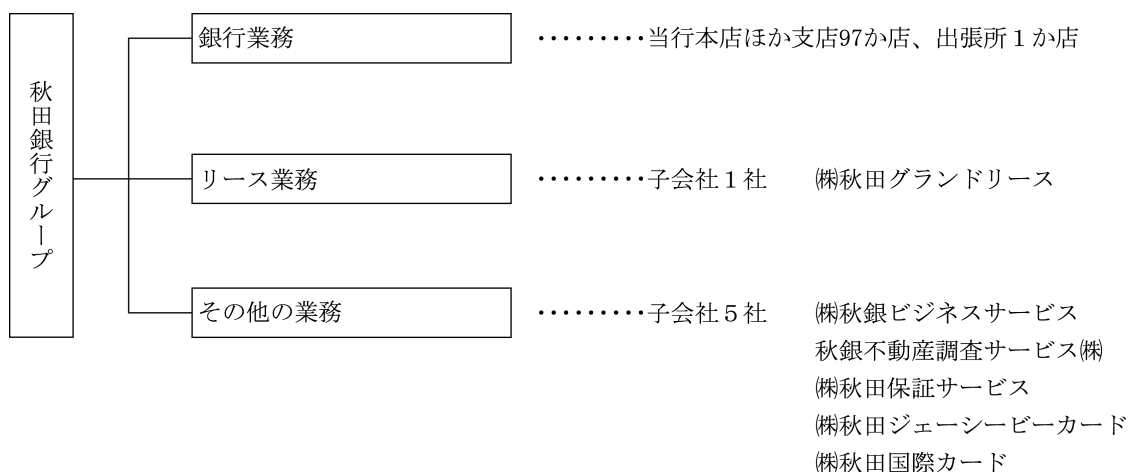 秋田銀行グループ
銀行業務 ･････････当行本店ほか支店97か店、出張所１か店
リース業務 ･････････子会社１社 ㈱秋田グランドリース
その他の業務 ･････････子会社５社 ㈱秋銀ビジネスサービス
秋銀不動産調査サービス㈱
㈱秋田保証サービス
㈱秋田ジェーシービーカード
㈱秋田国際カード